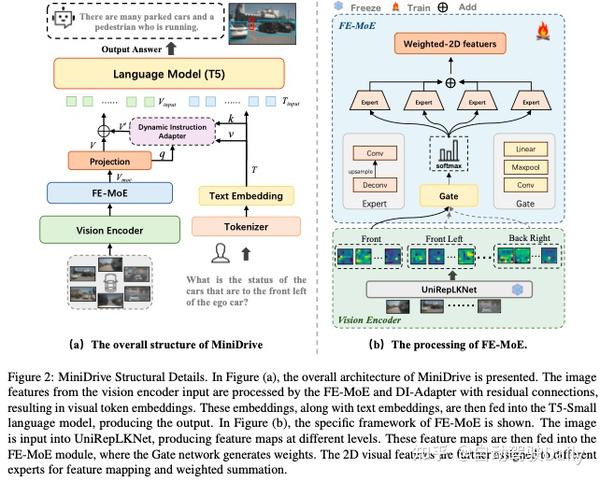 There are many parked cars and a
pedestrian who is running.
Output Answer
Language Model (T5)
...... V_input ...... T_input
V V' Dynamic Instruction
Adapter k
v
Projection q
V_moe T
FE-MoE Text Embedding
Vision Encoder Tokenizer
What is the status of the
cars that are to the front left
of the ego car?
(a) The overall structure of MiniDrive
Freeze Train Add
FE-MoE
Weighted-2D featuers
Expert Expert Expert Expert
softmax
Conv
upsample
Deconv
Expert
Gate
Linear
Maxpool
Conv
Gate
Front Front Left Back Right
UniRepLKNet
Vision Encoder
(b) The processing of FE-MoE.
Figure 2: MiniDrive Structural Details. In Figure (a), the overall architecture of MiniDrive is presented. The image
features from the vision encoder input are processed by the FE-MoE and DI-Adapter with residual connections,
resulting in visual token embeddings. These embeddings, along with text embeddings, are then fed into the T5-Small
language model, producing the output. In Figure (b), the specific framework of FE-MoE is shown. The image
is input into UniRepLKNet, producing feature maps at different levels. These feature maps are then fed into the
FE-MoE module, where the Gate network generates weights. The 2D visual features are further assigned to different
experts for feature mapping and weighted summation.